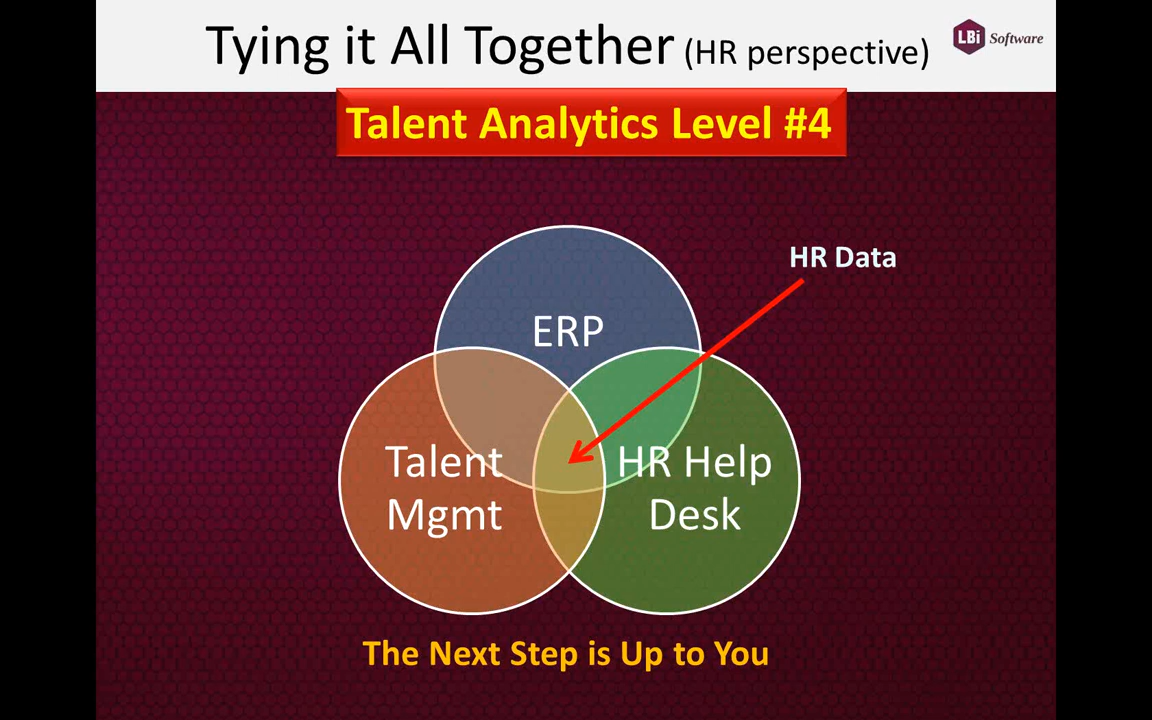 Tying it All Together (HR perspective)
LBi Software
Talent Analytics Level #4
HR Data
ERP
Talent
Mgmt
HR Help
Desk
The Next Step is Up to You